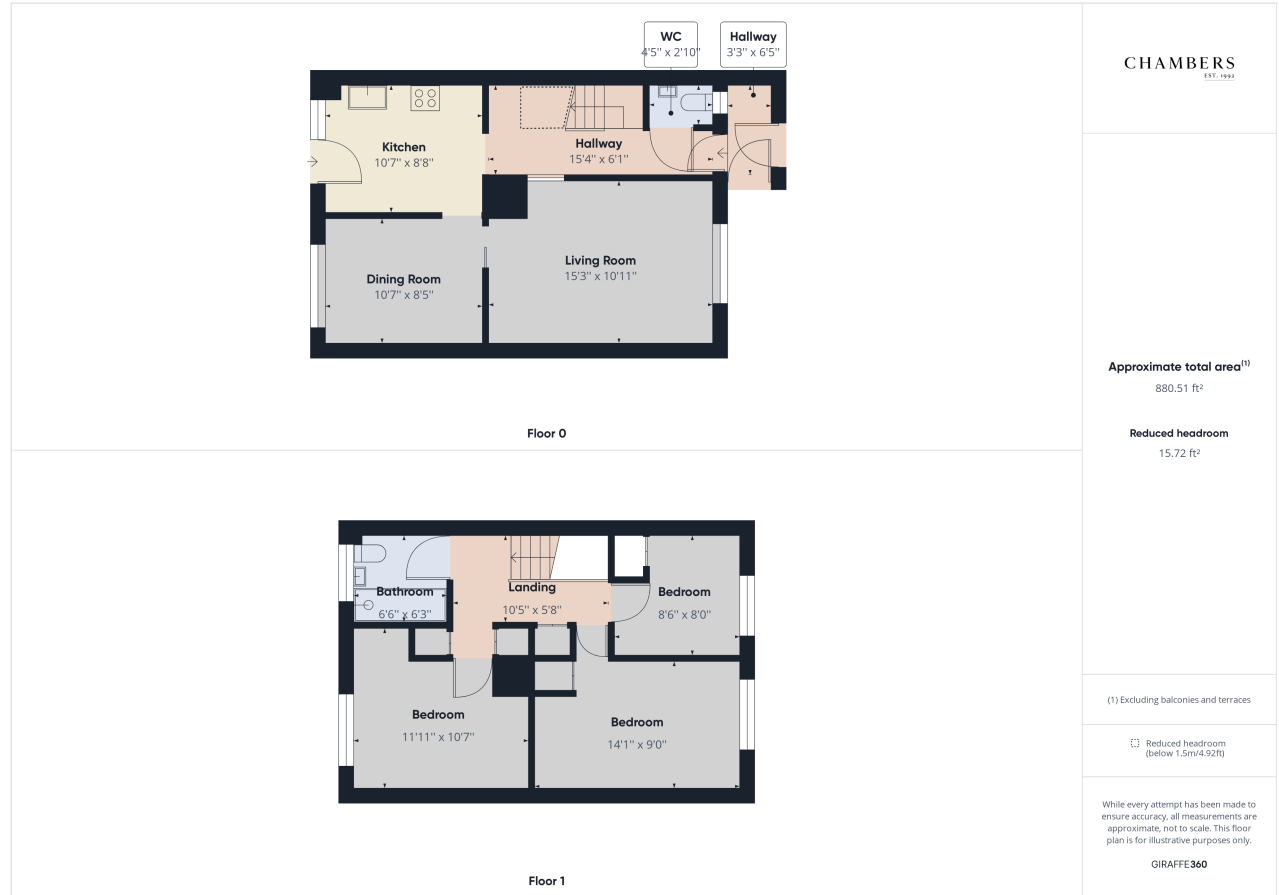 WC
4'5" x 2'10"
Hallway
3'3" x 6'5"
Kitchen
10'7" x 8'8"
Hallway
15'4" x 6'1"
Dining Room
10'7" x 8'5"
Living Room
15'3" x 10'11"
Floor 0
Bathroom
6'6" x 6'3"
Landing
10'5" x 5'8"
Bedroom
8'6" x 8'0"
Bedroom
11'11" x 10'7"
Bedroom
14'1" x 9'0"
Floor 1
CHAMBERS
EST. 1992
Approximate total area(1)
880.51 ft²
Reduced headroom
15.72 ft²
(1) Excluding balconies and terraces
Reduced headroom
(below 1.5m/4.92ft)
While every attempt has been made to
ensure accuracy, all measurements are
approximate, not to scale. This floor
plan is for illustrative purposes only.
GIRAFFE360